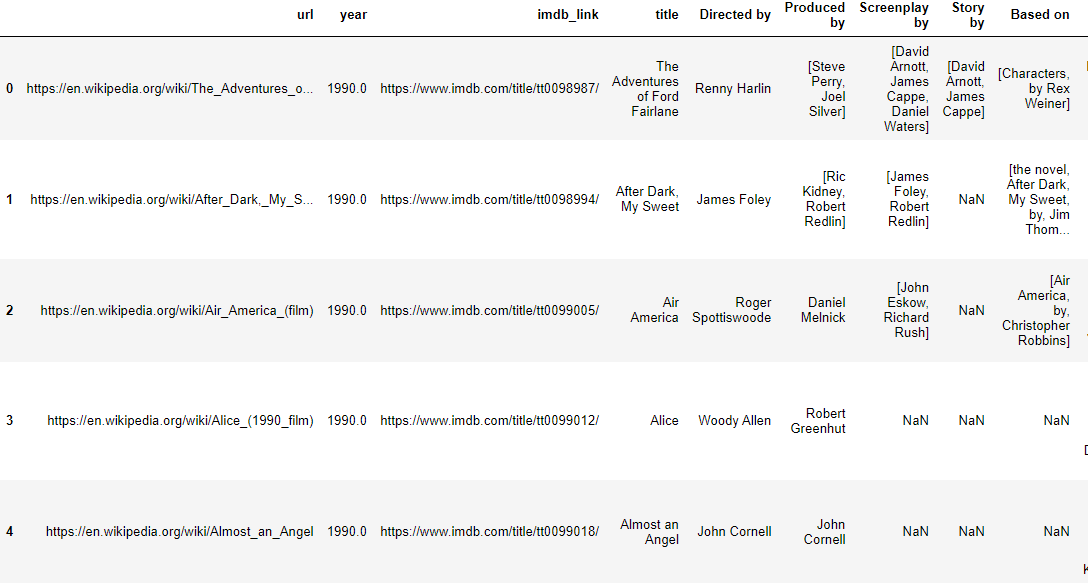 url year imdb_link title Directed by Produced by Screenplay by Story by Based on
0 https://en.wikipedia.org/wiki/The_Adventures_o... 1990.0 https://www.imdb.com/title/tt0098987/ The Adventures of Ford Fairlane Renny Harlin [Steve Perry, Joel Silver] [David Arnott, James Cappe, Daniel Waters] [David Arnott, James Cappe] [Characters, by Rex Weiner]
1 https://en.wikipedia.org/wiki/After_Dark,_My_S... 1990.0 https://www.imdb.com/title/tt0098994/ After Dark, My Sweet James Foley [Ric Kidney, Robert Redlin] [James Foley, Robert Redlin] NaN [the novel, After Dark, My Sweet, by, Jim Thom...
2 https://en.wikipedia.org/wiki/Air_America_(film) 1990.0 https://www.imdb.com/title/tt0099005/ Air America Roger Spottiswoode Daniel Melnick [John Eskow, Richard Rush] NaN [Air America, by, Christopher Robbins]
3 https://en.wikipedia.org/wiki/Alice_(1990_film) 1990.0 https://www.imdb.com/title/tt0099012/ Alice Woody Allen Robert Greenhut NaN NaN NaN
4 https://en.wikipedia.org/wiki/Almost_an_Angel 1990.0 https://www.imdb.com/title/tt0099018/ Almost an Angel John Cornell John Cornell NaN NaN NaN